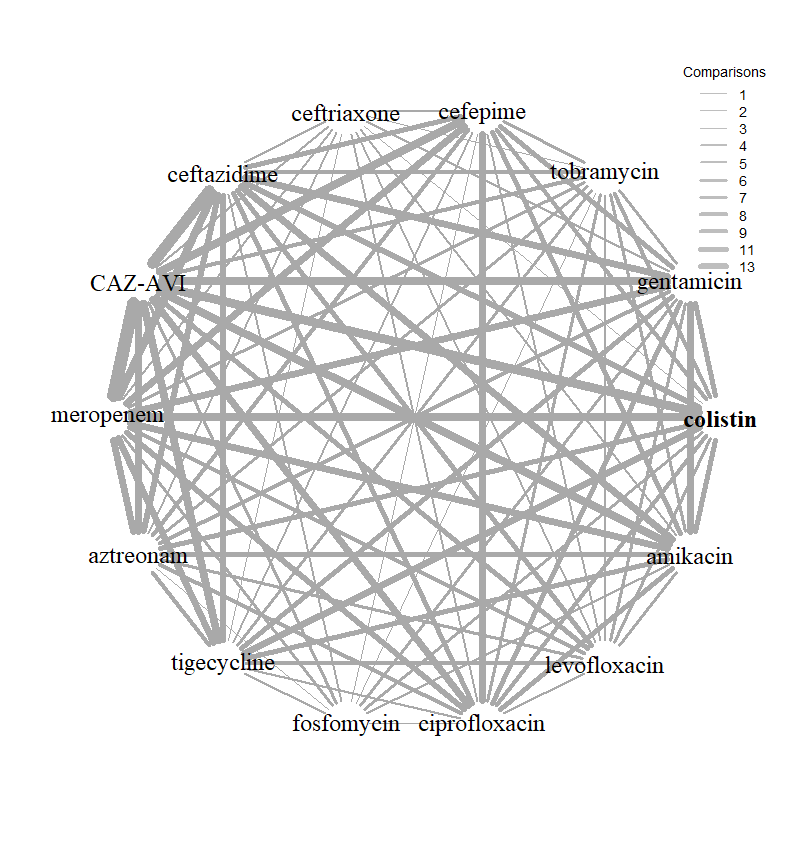 Comparisons
1
2
3
4
5
6
7
8
9
11
13
ceftriaxone
cefepime
ceftazidime
tobramycin
CAZ-AVI
gentamicin
meropenem
colistin
aztreonam
amikacin
tigecycline
levofloxacin
fosfomycin
ciprofloxacin